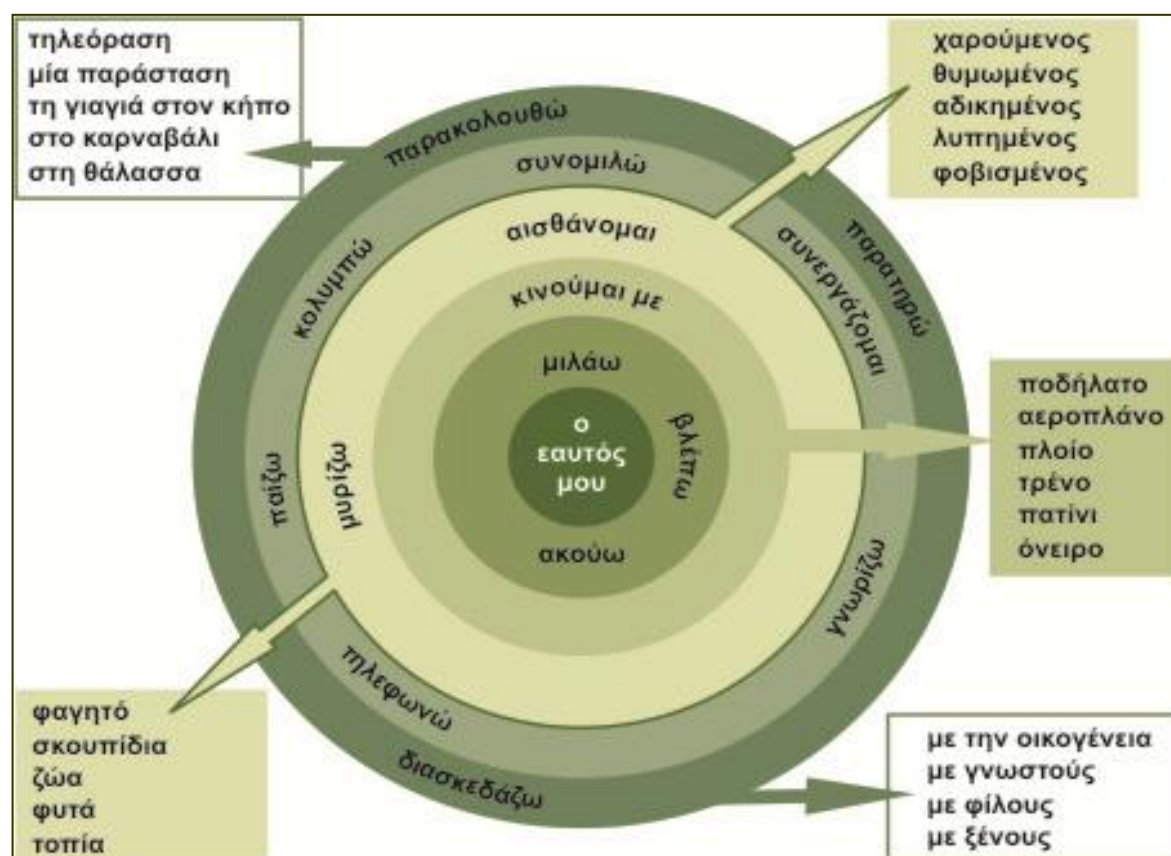 τηλεόραση
μία παράσταση
τη γιαγιά στον κήπο
στο καρναβάλι
στη θάλασσα
χαρούμενος
θυμωμένος
αδικημένος
λυπημένος
φοβισμένος
παρακολουθώ
συνομιλώ
αισθάνομαι
κινούμαι με
μιλάω
ο
εαυτός
μου
βλέπω
ακούω
κολυμπώ
συνεργάζομαι
παρατηρώ
παίζω
μυρίζω
γνωρίζω
τηλεφωνώ
διασκεδάζω
ποδήλατο
αεροπλάνο
πλοίο
τρένο
πατίνι
όνειρο
φαγητό
σκουπίδια
ζώα
φυτά
τοπία
με την οικογένεια
με γνωστούς
με φίλους
με ξένους